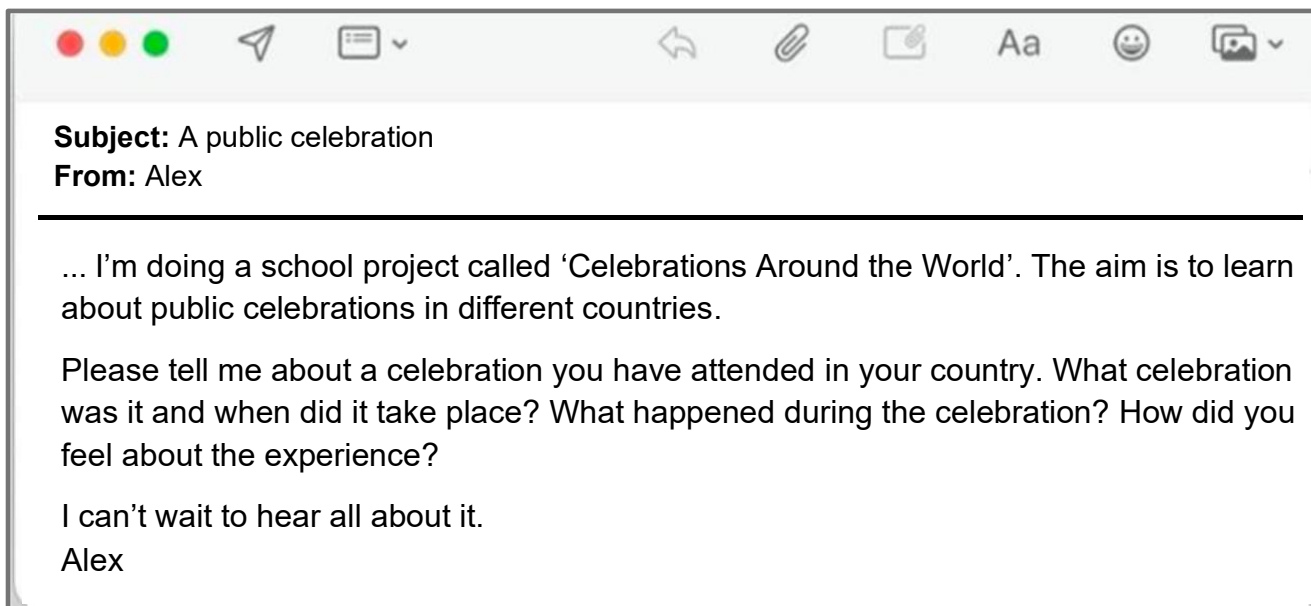 Aa
Subject: A public celebration
From: Alex
... I’m doing a school project called ‘Celebrations Around the World’. The aim is to learn
about public celebrations in different countries.
Please tell me about a celebration you have attended in your country. What celebration
was it and when did it take place? What happened during the celebration? How did you
feel about the experience?
I can’t wait to hear all about it.
Alex